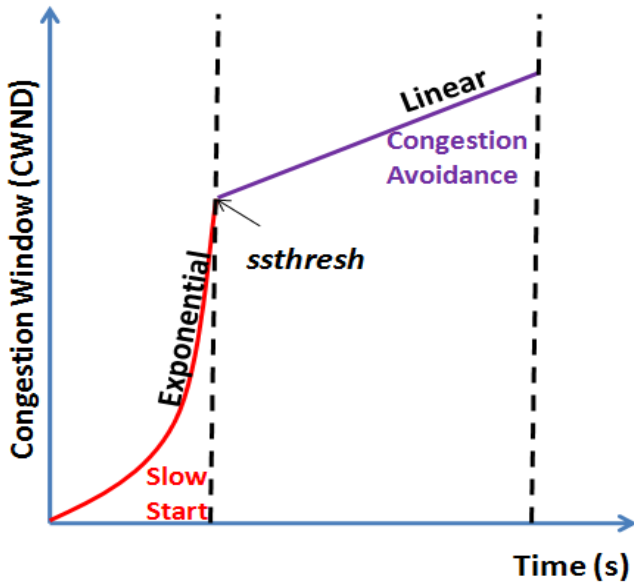 Congestion Window (CWND)
Exponential
Slow
Start
ssthresh
Linear
Congestion
Avoidance
Time (s)